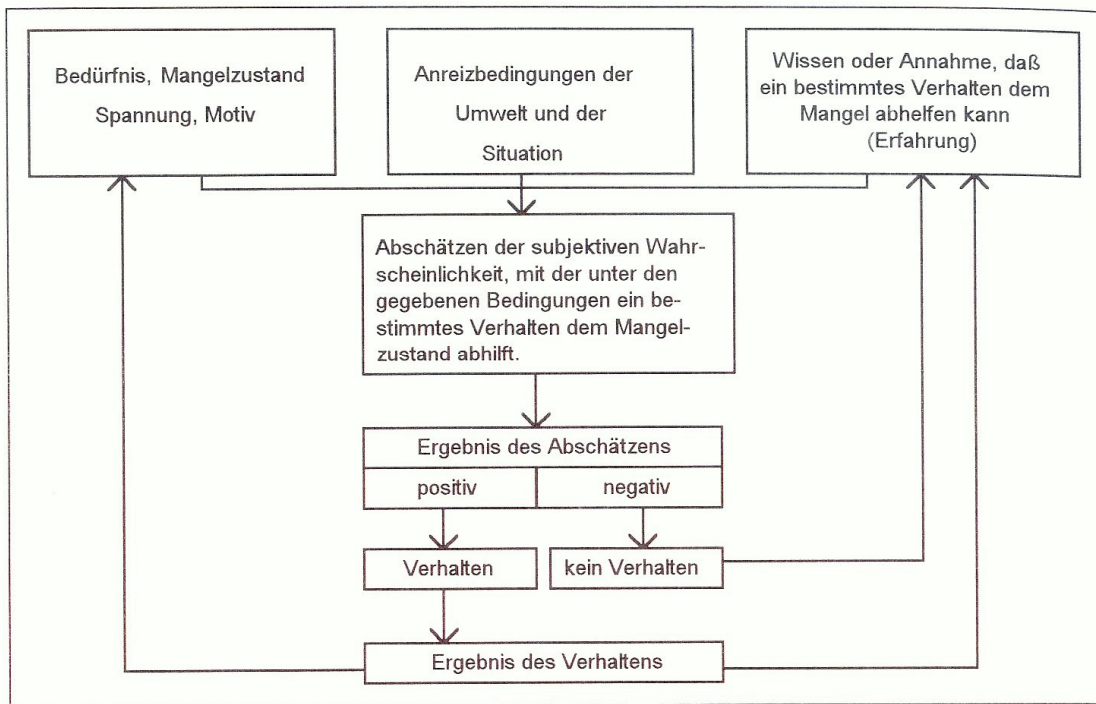 Bedürfnis, Mangelzustand
Spannung, Motiv
Anreizbedingungen der
Umwelt und der
Situation
Wissen oder Annahme, daß
ein bestimmtes Verhalten dem
Mangel abhelfen kann
(Erfahrung)
Abschätzen der subjektiven Wahr-
scheinlichkeit, mit der unter den
gegebenen Bedingungen ein be-
stimmtes Verhalten dem Mangel-
zustand abhilft.
Ergebnis des Abschätzens
positiv
negativ
Verhalten
kein Verhalten
Ergebnis des Verhaltens